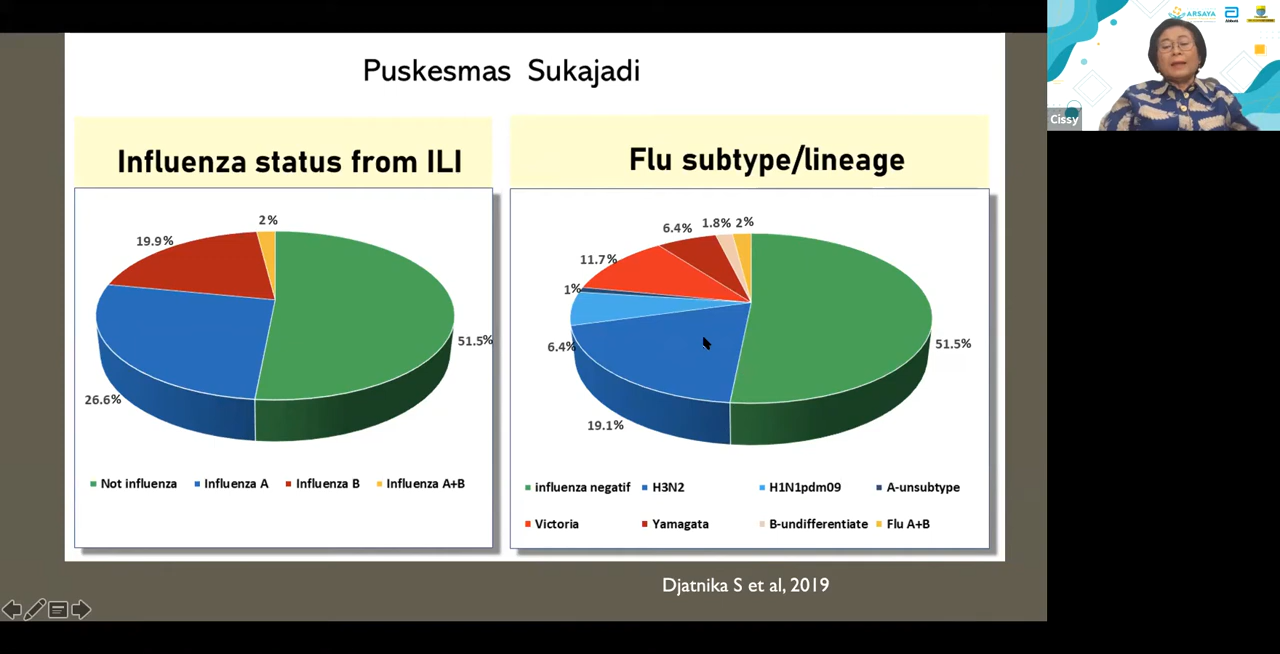 Puskesmas Sukajadi
Influenza status from ILI
2%
19.9%
51.5%
26.6%
Not influenza Influenza A Influenza B Influenza A+B
Flu subtype/lineage
6.4% 1.8% 2%
11.7%
1%
6.4%
51.5%
19.1%
influenza negatif H3N2 H1N1pdm09 A-unsubtype
Victoria Yamagata B-undifferentiate Flu A+B
Djatnika S et al, 2019
ARSAYA
Cissy